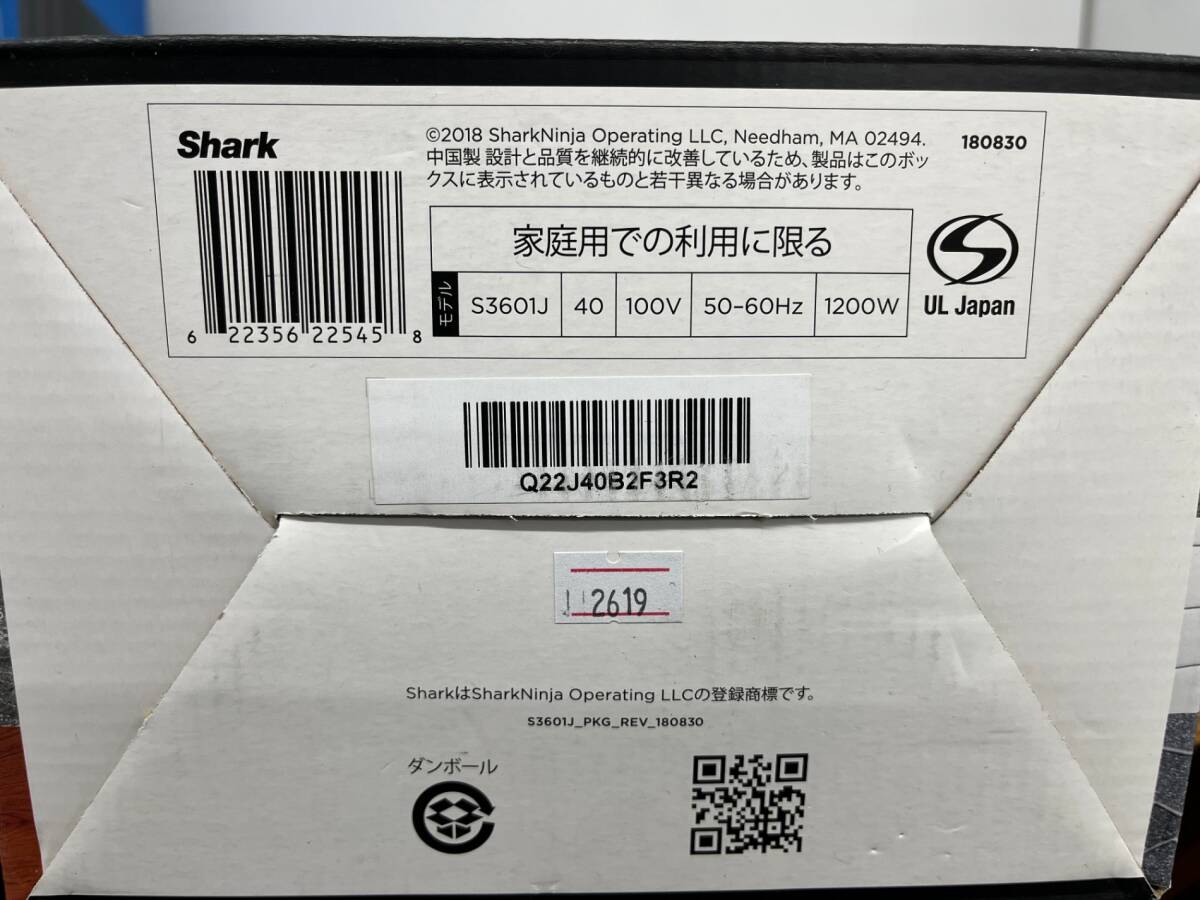 Shark
©2018 SharkNinja Operating LLC, Needham, MA 02494.
180830
中国製 設計と品質を継続的に改善しているため、製品はこのボッ
クスに表示されているものと若干異なる場合があります。
家庭用での利用に限る
モデル S3601J 40 100V 50-60Hz 1200W
UL Japan
6 22356 22545 8
Q22J40B2F3R2
2619
SharkはSharkNinja Operating LLCの登録商標です。
S3601J_PKG_REV_180830
ダンボール